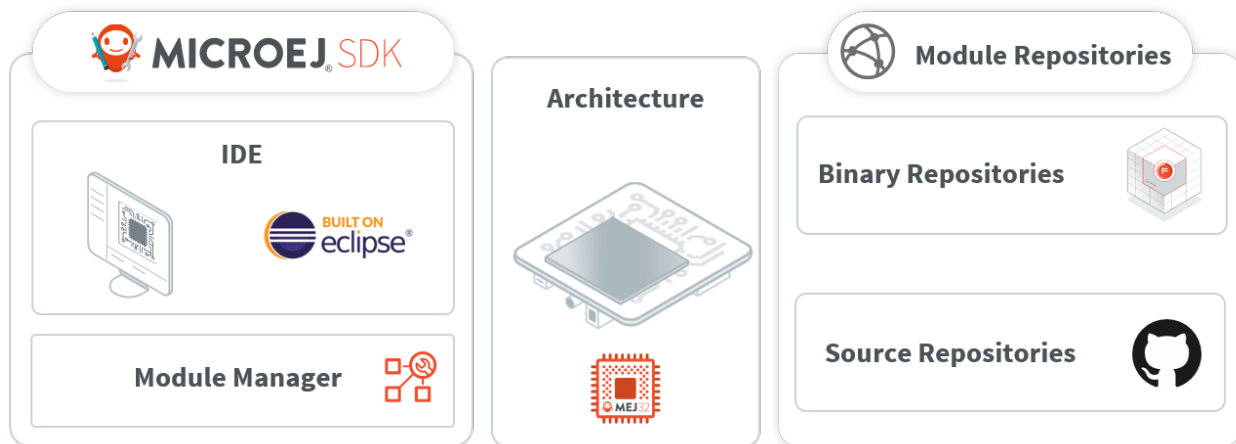 MICROEJ® SDK
IDE
BUILT ON
eclipse®
Module Manager
Architecture
MEJ32
Module Repositories
Binary Repositories
Source Repositories